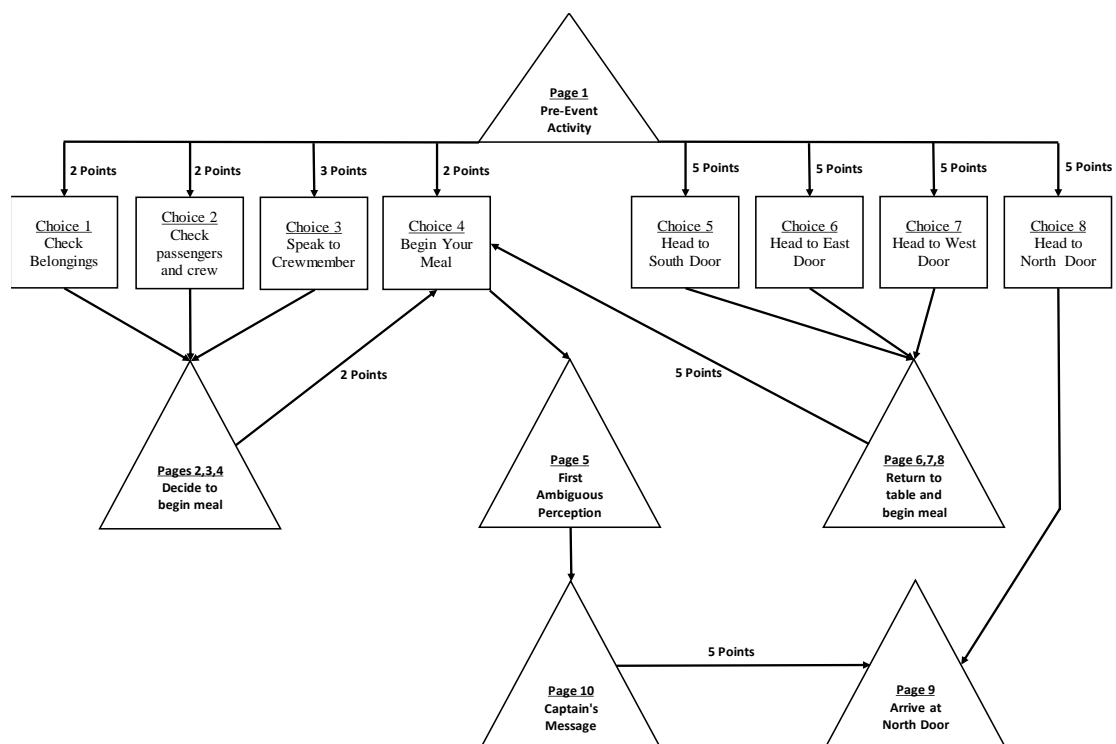 Page 1
Pre-Event
Activity
2 Points
2 Points
3 Points
2 Points
5 Points
5 Points
5 Points
5 Points
Choice 1
Check
Belongings
Choice 2
Check
passengers
and crew
Choice 3
Speak to
Crewmember
Choice 4
Begin Your
Meal
Choice 5
Head to
South Door
Choice 6
Head to East
Door
Choice 7
Head to West
Door
Choice 8
Head to
North Door
2 Points
5 Points
Pages 2,3,4
Decide to
begin meal
Page 5
First
Ambiguous
Perception
Page 6,7,8
Return to
table and
begin meal
5 Points
Page 10
Captain's
Message
Page 9
Arrive at
North Door